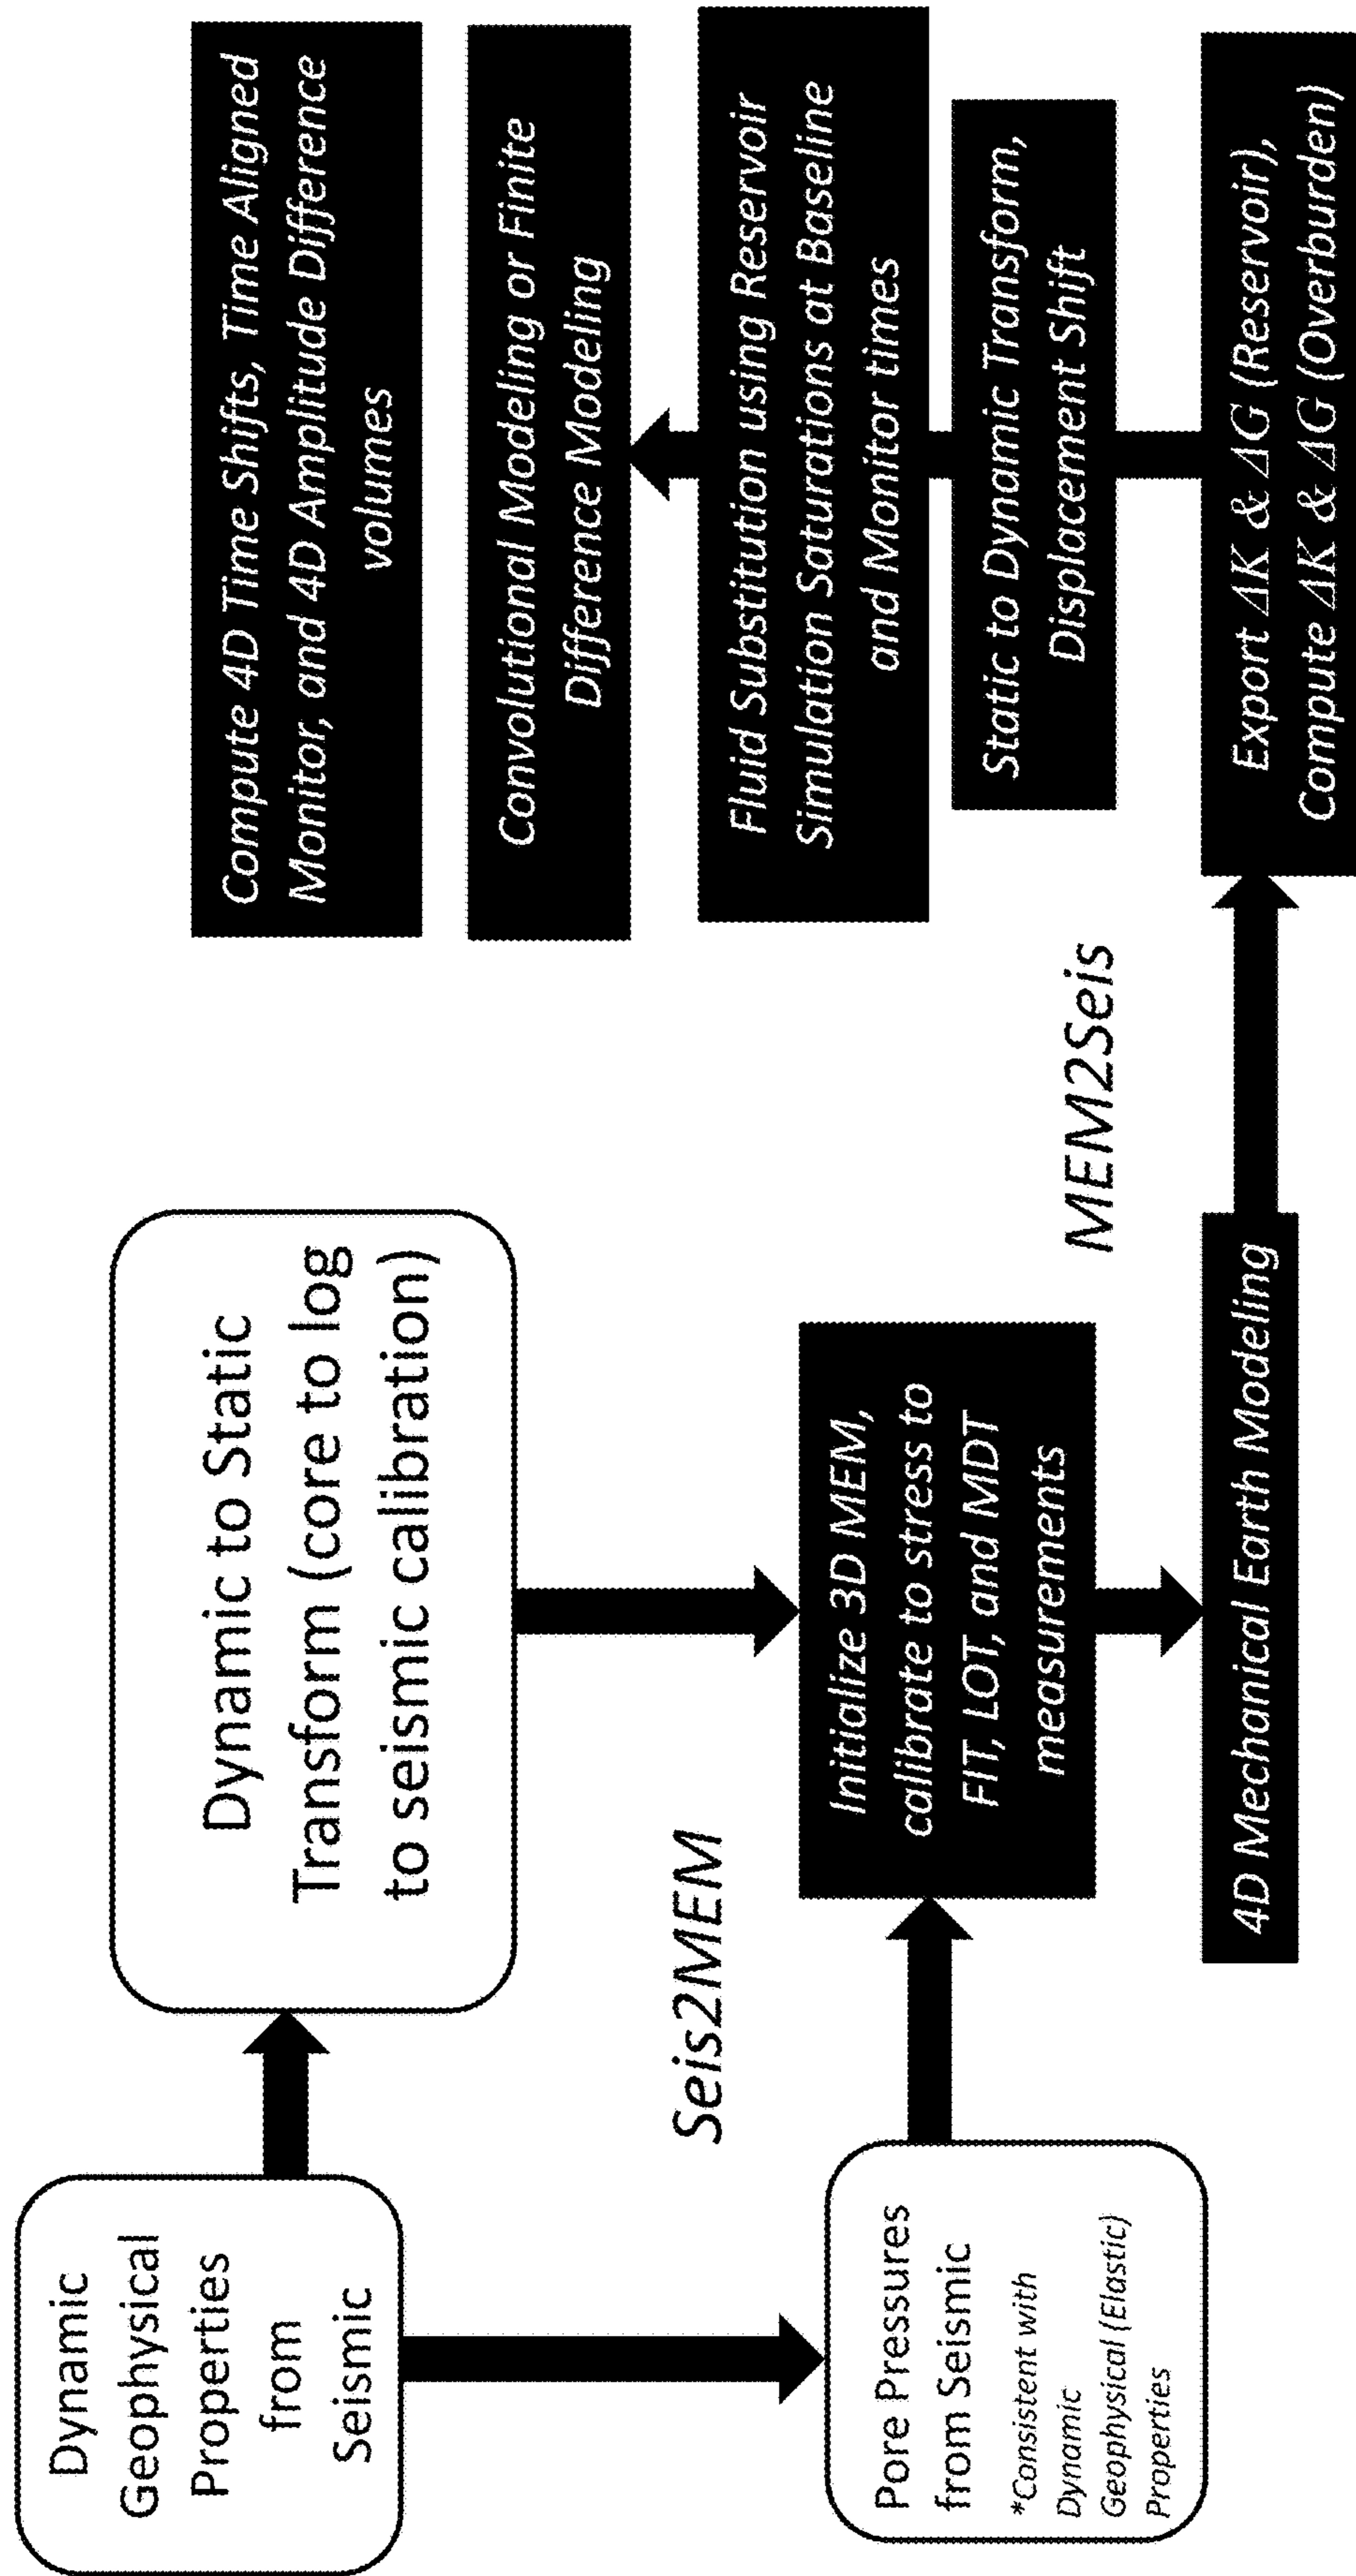 Dynamic
Geophysical
Properties
from
Seismic
Dynamic to Static
Transform (core to log
to seismic calibration)
Seis2MEM
Pore Pressures
from Seismic
*Consistent with
Dynamic
Geophysical (Elastic)
Properties
Initialize 3D MEM,
calibrate to stress to
FIT, LOT, and MDT
measurements
4D Mechanical Earth Modeling
MEM2Seis
Compute 4D Time Shifts, Time Aligned
Monitor, and 4D Amplitude Difference
volumes
Convolutional Modeling or Finite
Difference Modeling
Fluid Substitution using Reservoir
Simulation Saturations at Baseline
and Monitor times
Static to Dynamic Transform,
Displacement Shift
Export ΔK & ΔG (Reservoir),
Compute ΔK & ΔG (Overburden)